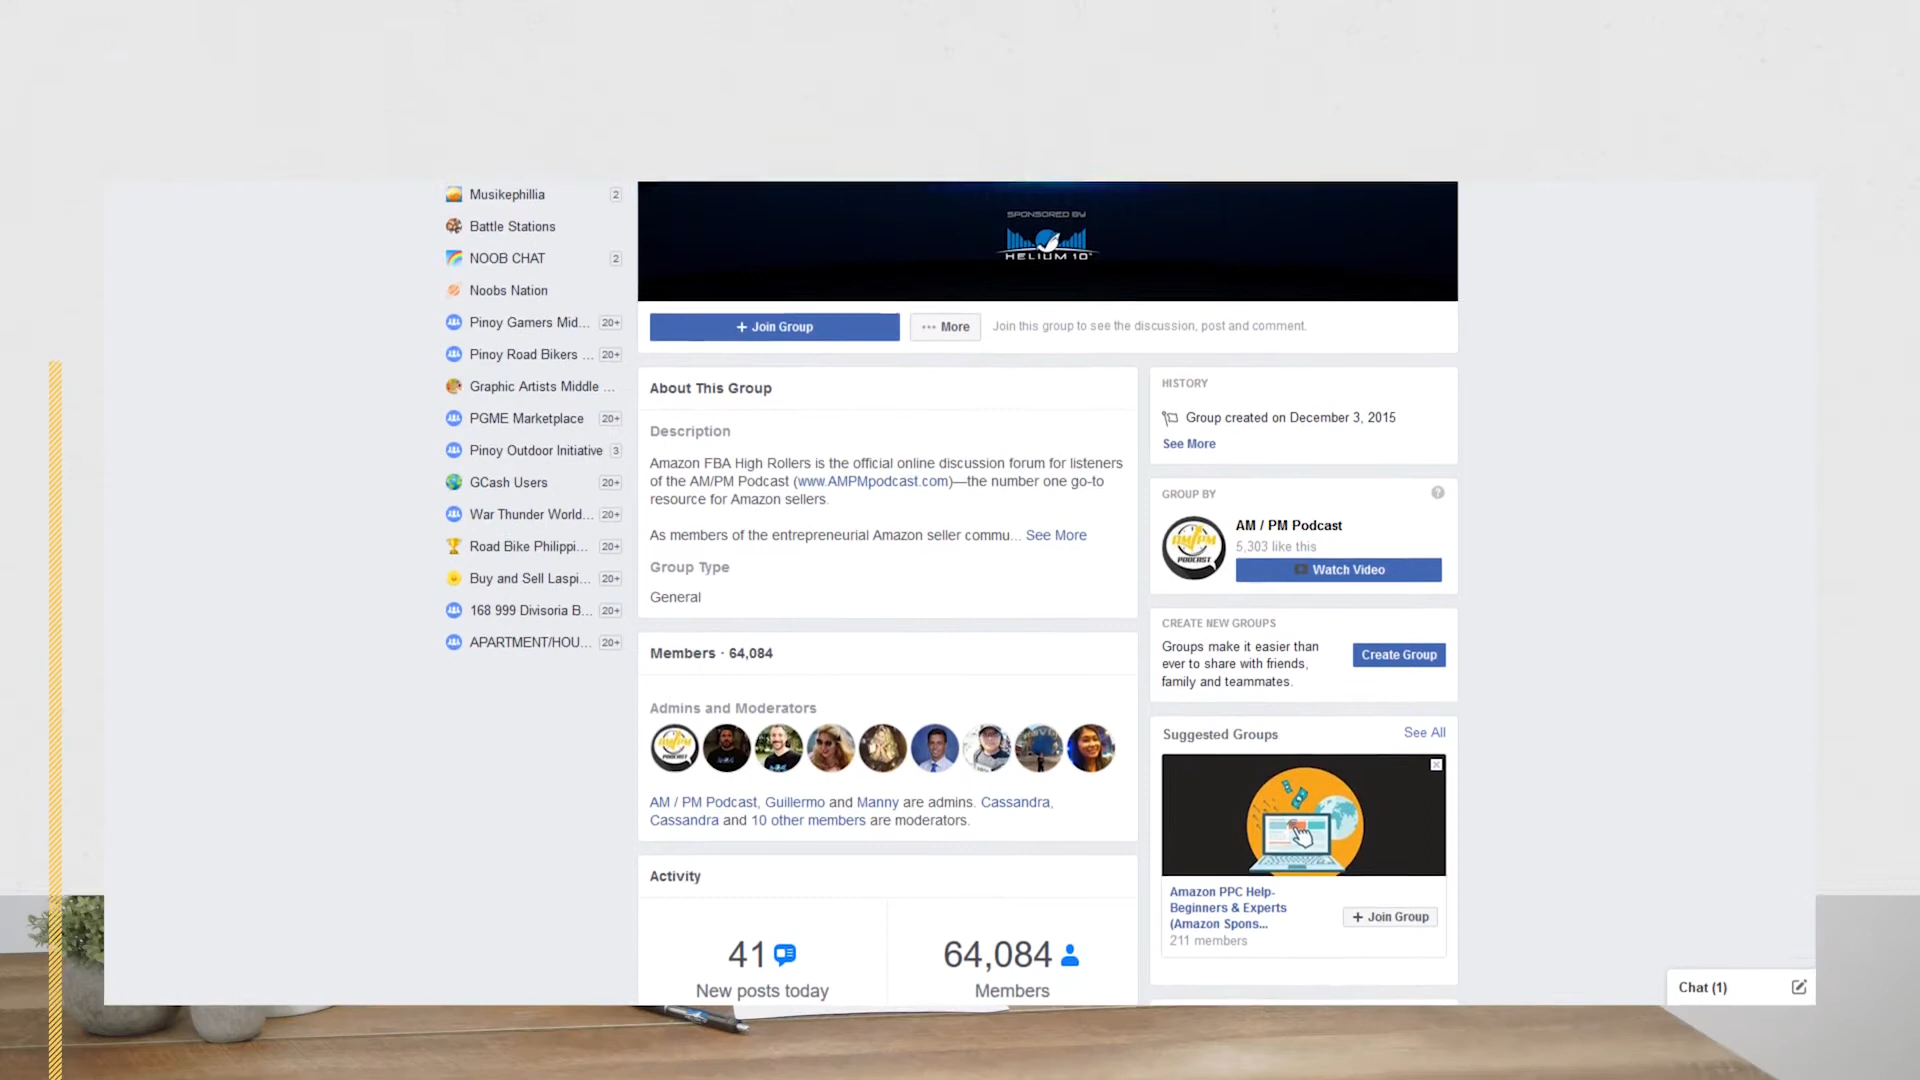 Musikephillia 2
Battle Stations
NOOB CHAT 2
Noobs Nation
Pinoy Gamers Mid... 20+
Pinoy Road Bikers ... 20+
Graphic Artists Middle ...
PGME Marketplace 20+
Pinoy Outdoor Initiative 3
GCash Users 20+
War Thunder World... 20+
Road Bike Philippi... 20+
Buy and Sell Laspi... 20+
168 999 Divisoria B... 20+
APARTMENT/HOU... 20+
SPONSORED BY
HELIUM 10
+ Join Group
••• More
Join this group to see the discussion, post and comment.
About This Group
Description
Amazon FBA High Rollers is the official online discussion forum for listeners
of the AM/PM Podcast (www.AMPMpodcast.com)—the number one go-to
resource for Amazon sellers.
As members of the entrepreneurial Amazon seller commu... See More
Group Type
General
Members · 64,084
Admins and Moderators
AM/PM
PODCAST
AM / PM Podcast, Guillermo and Manny are admins. Cassandra,
Cassandra and 10 other members are moderators.
Activity
41
New posts today
64,084
Members
HISTORY
Group created on December 3, 2015
See More
GROUP BY
?
AM/PM
PODCAST
AM / PM Podcast
5,303 like this
Watch Video
CREATE NEW GROUPS
Groups make it easier than
ever to share with friends,
family and teammates.
Create Group
Suggested Groups
See All
Amazon PPC Help-
Beginners & Experts
(Amazon Spons...
211 members
+ Join Group
Chat (1)